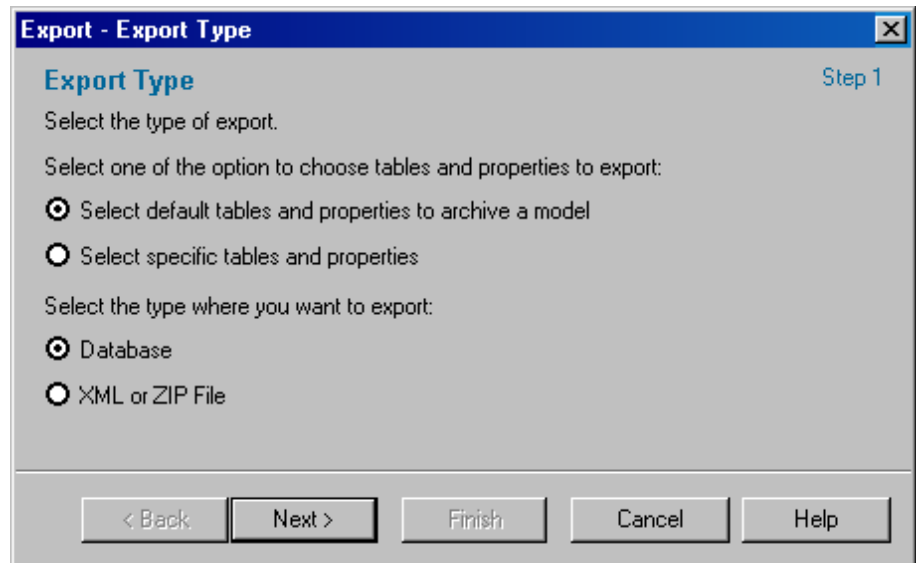 Export - Export Type
Export Type
Step 1
Select the type of export.
Select one of the option to choose tables and properties to export:
Select default tables and properties to archive a model
Select specific tables and properties
Select the type where you want to export:
Database
XML or ZIP File
< Back
Next >
Finish
Cancel
Help